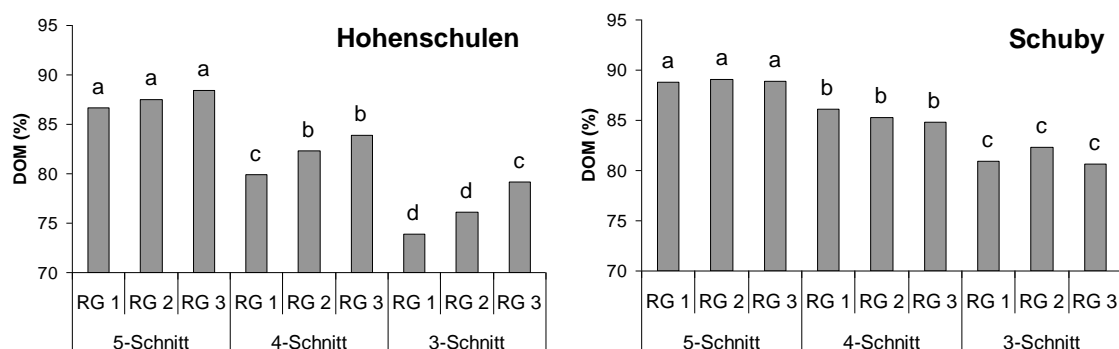 Hohenschulen
DOM (%)
95
90
85
80
75
70
a a a
c b b
d d c
RG 1 RG 2 RG 3 RG 1 RG 2 RG 3 RG 1 RG 2 RG 3
5-Schnitt 4-Schnitt 3-Schnitt
Schuby
DOM (%)
95
90
85
80
75
70
a a a
b b b
c c c
RG 1 RG 2 RG 3 RG 1 RG 2 RG 3 RG 1 RG 2 RG 3
5-Schnitt 4-Schnitt 3-Schnitt